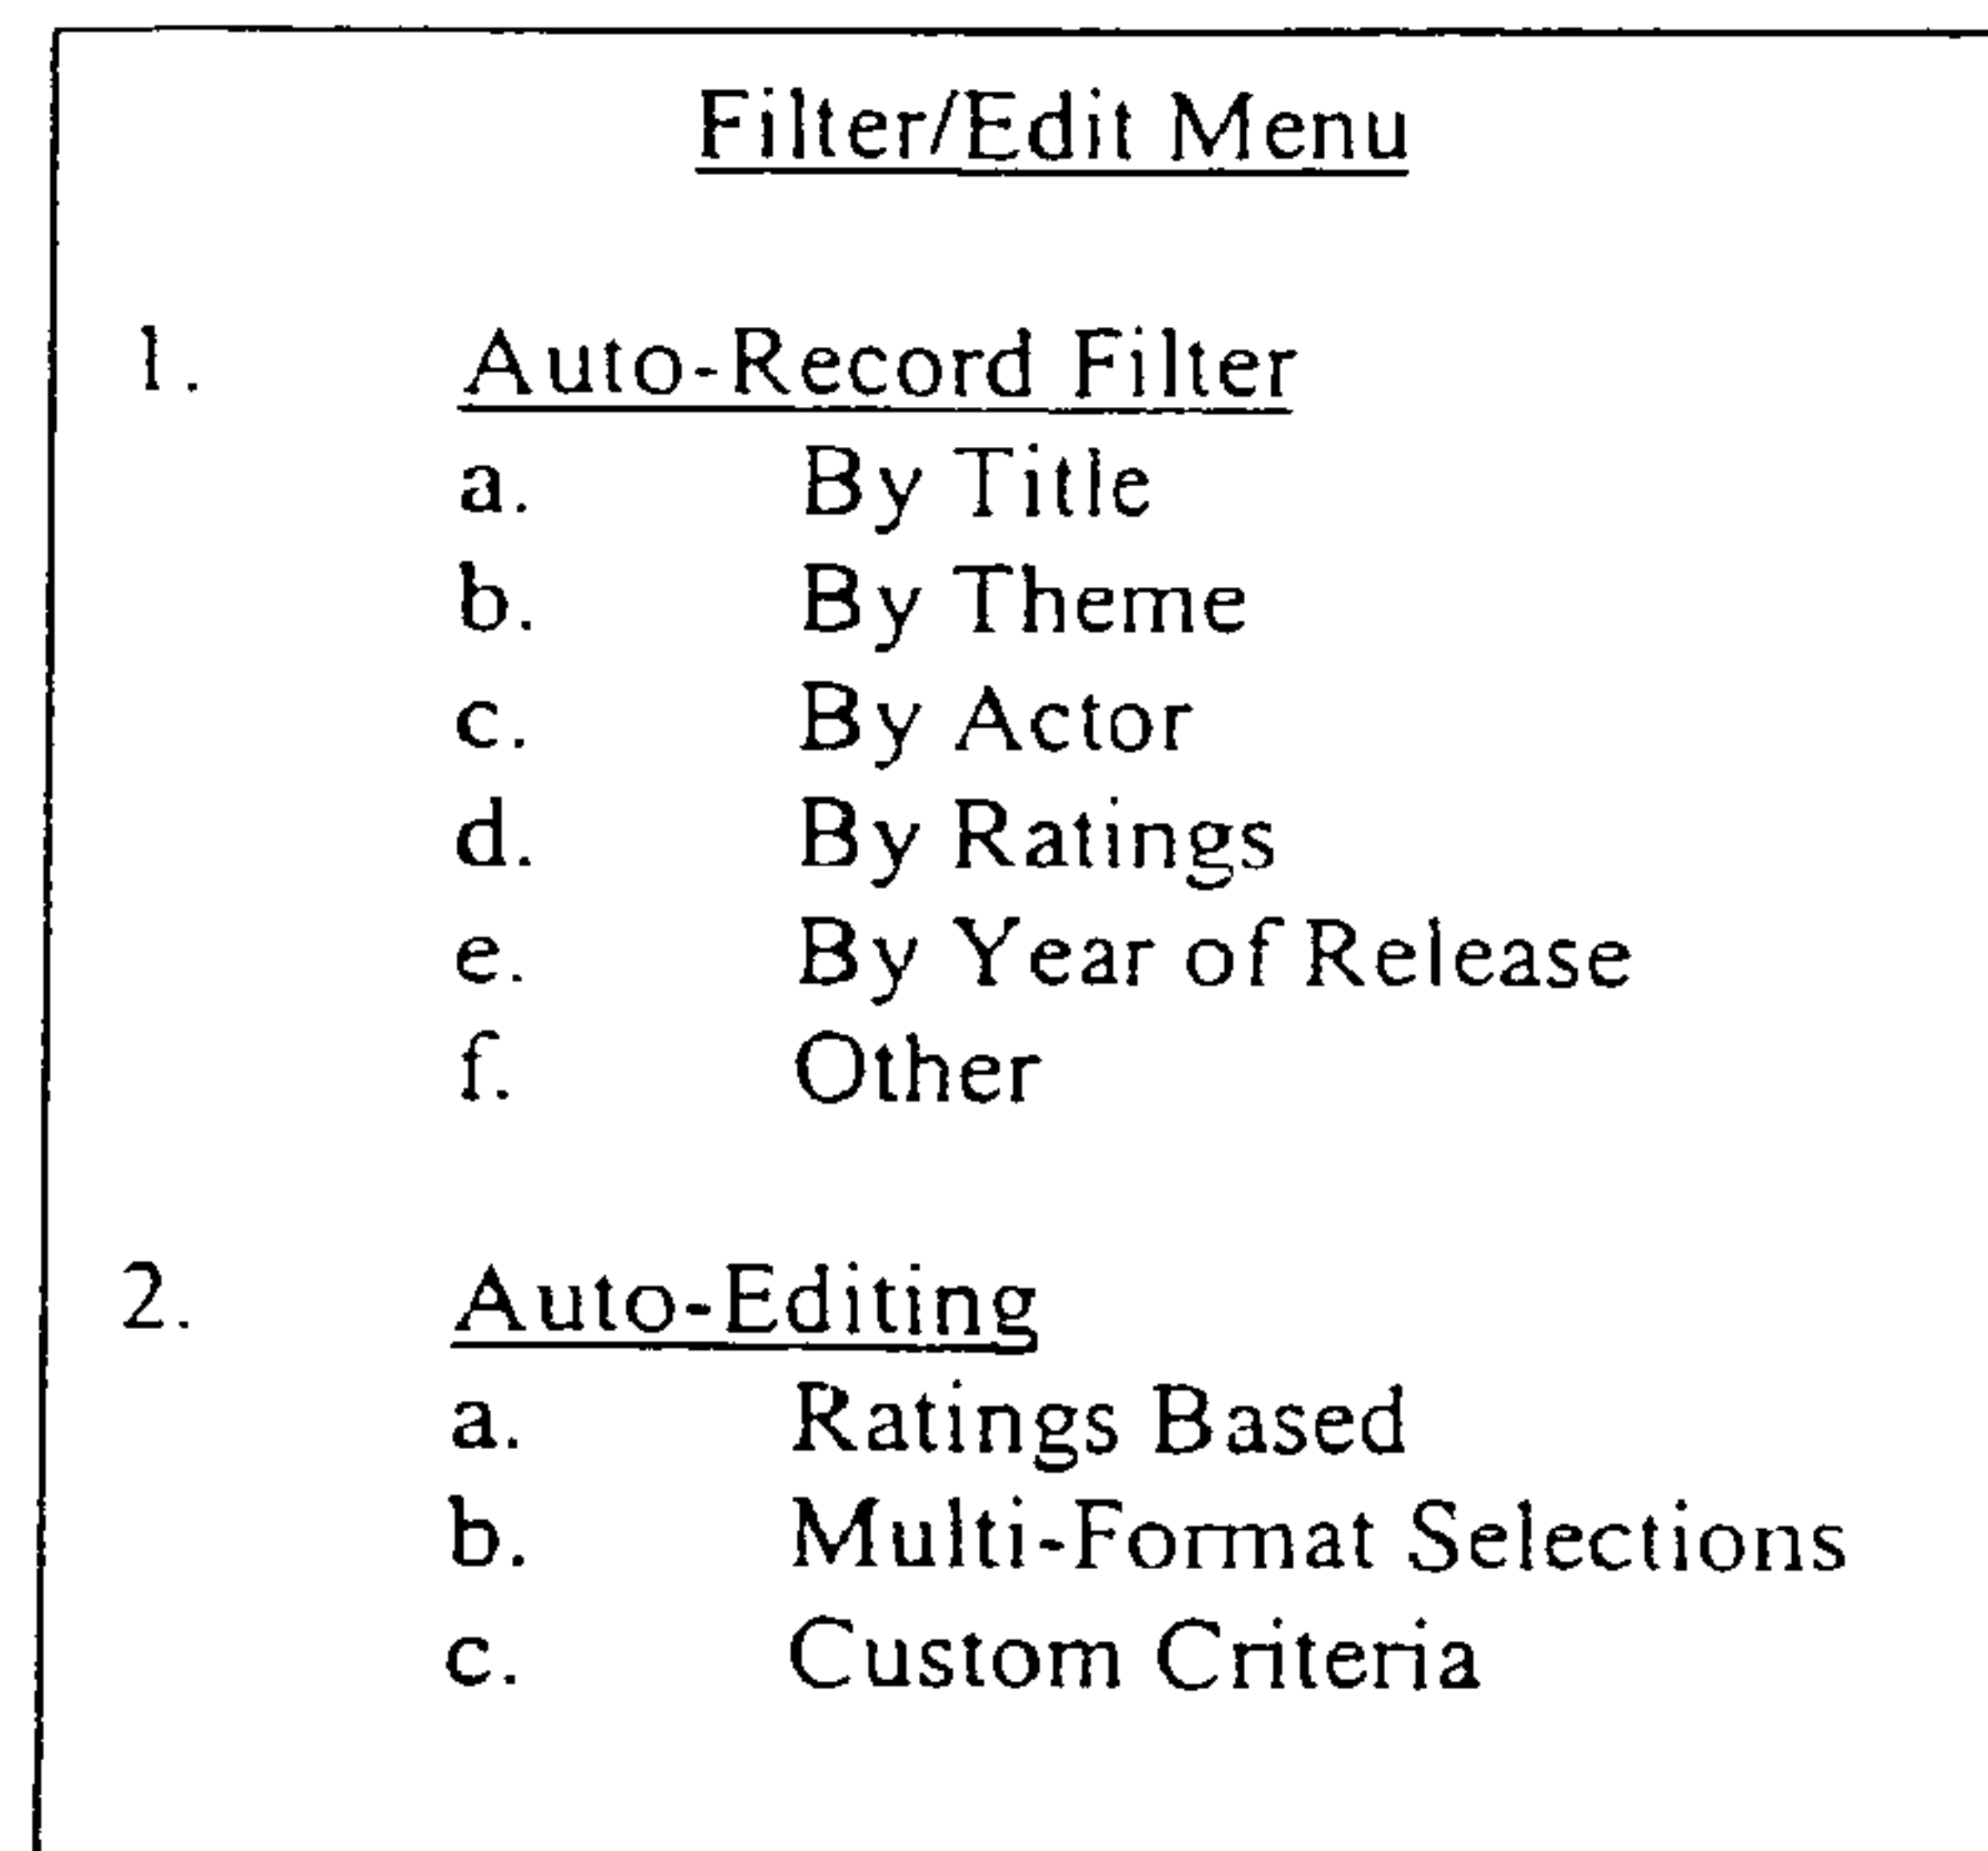 Filter/Edit Menu
1. Auto-Record Filter
a. By Title
b. By Theme
c. By Actor
d. By Ratings
e. By Year of Release
f. Other
2. Auto-Editing
a. Ratings Based
b. Multi-Format Selections
c. Custom Criteria